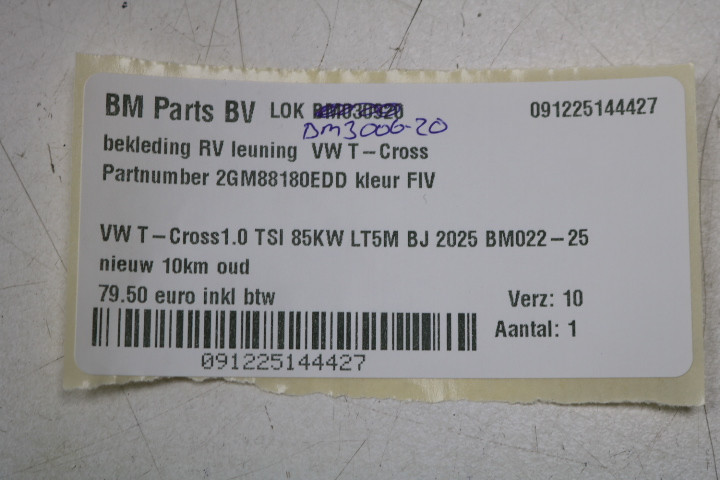 BM Parts BV LOK BM030920 091225144427
BM3006-20
bekleding RV leuning VW T-Cross
Partnumber 2GM88180EDD kleur FIV
VW T-Cross1.0 TSI 85KW LT5M BJ 2025 BM022-25
nieuw 10km oud
79.50 euro inkl btw Verz: 10
Aantal: 1
091225144427